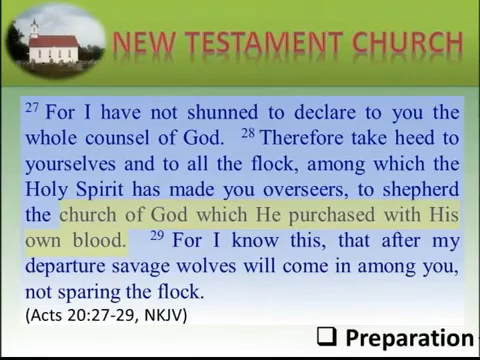 NEW TESTAMENT CHURCH
27 For I have not shunned to declare to you the
whole counsel of God. 28 Therefore take heed to
yourselves and to all the flock, among which the
Holy Spirit has made you overseers, to shepherd
the church of God which He purchased with His
own blood. 29 For I know this, that after my
departure savage wolves will come in among you,
not sparing the flock.
(Acts 20:27-29, NKJV)
❑ Preparation